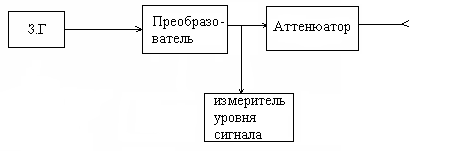 З.Г
Преобразо-
ватель
Аттенюатор
измеритель
уровня
сигнала